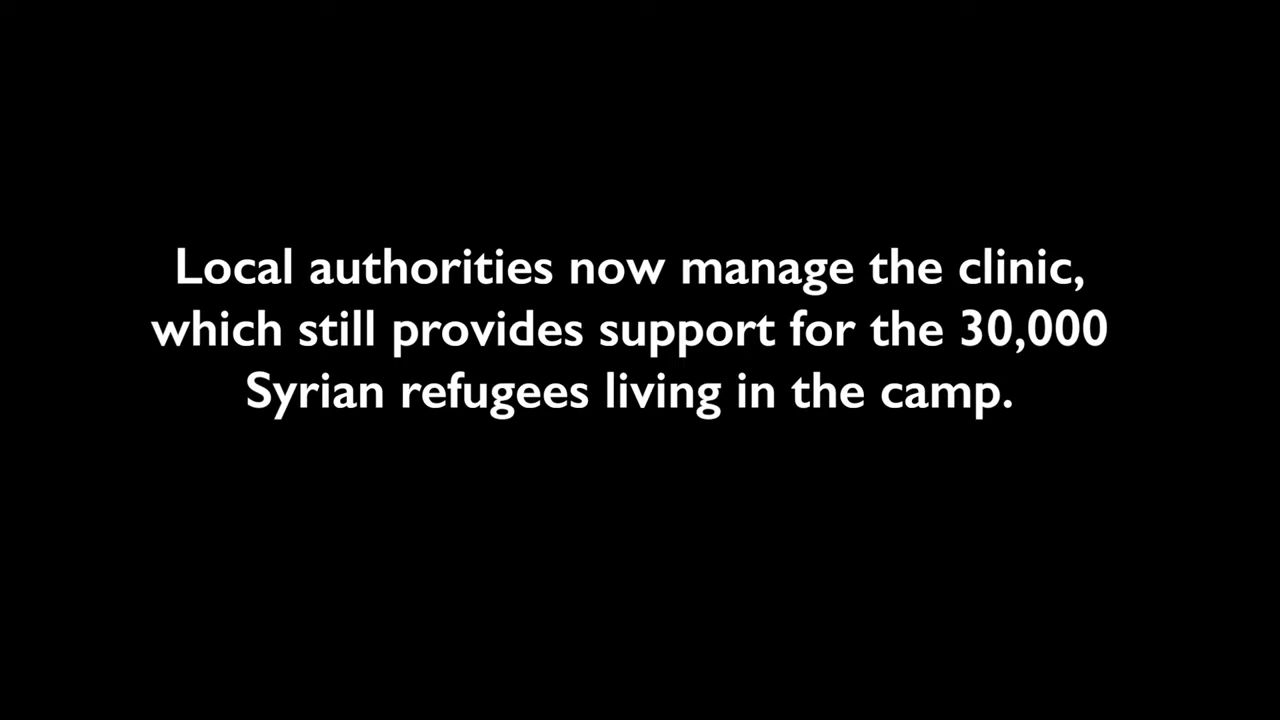 Local authorities now manage the clinic,
which still provides support for the 30,000
Syrian refugees living in the camp.